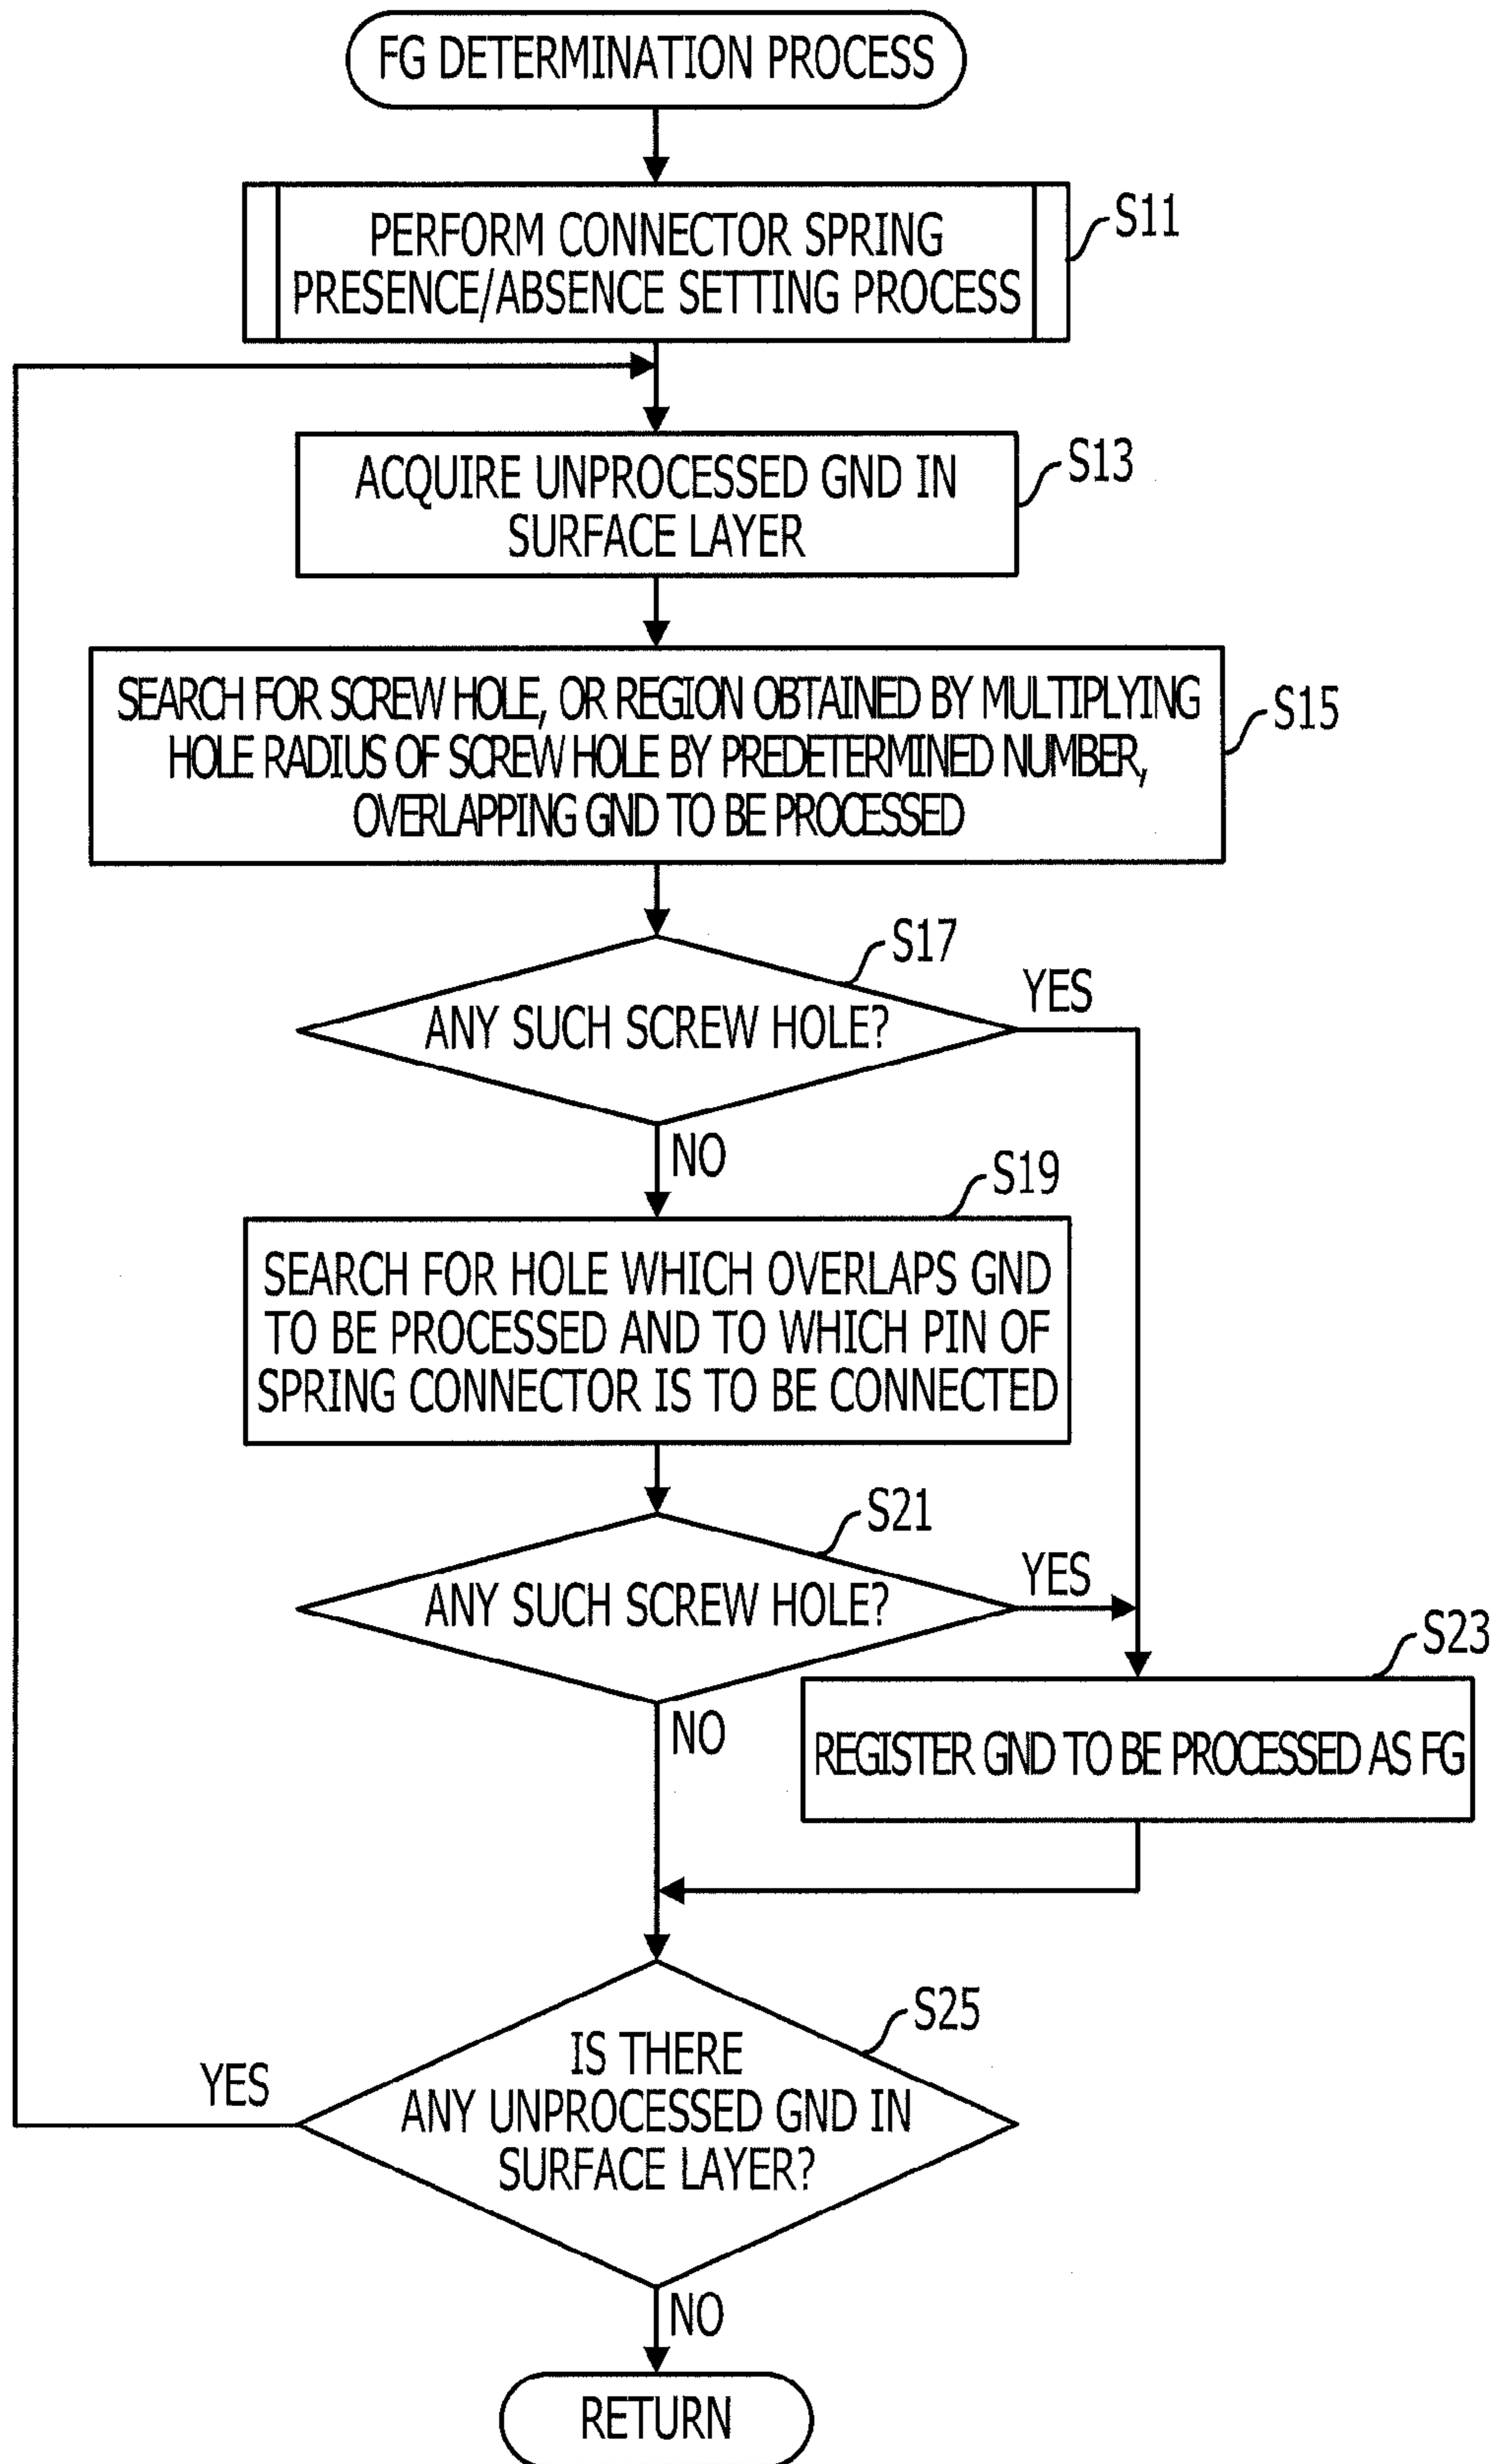 FG DETERMINATION PROCESS
PERFORM CONNECTOR SPRING
PRESENCE/ABSENCE SETTING PROCESS
S11
ACQUIRE UNPROCESSED GND IN
SURFACE LAYER
S13
SEARCH FOR SCREW HOLE, OR REGION OBTAINED BY MULTIPLYING
HOLE RADIUS OF SCREW HOLE BY PREDETERMINED NUMBER,
OVERLAPPING GND TO BE PROCESSED
S15
S17
ANY SUCH SCREW HOLE?
YES
NO
S19
SEARCH FOR HOLE WHICH OVERLAPS GND
TO BE PROCESSED AND TO WHICH PIN OF
SPRING CONNECTOR IS TO BE CONNECTED
S21
ANY SUCH SCREW HOLE?
YES
NO
S23
REGISTER GND TO BE PROCESSED AS FG
S25
IS THERE
ANY UNPROCESSED GND IN
SURFACE LAYER?
YES
NO
RETURN